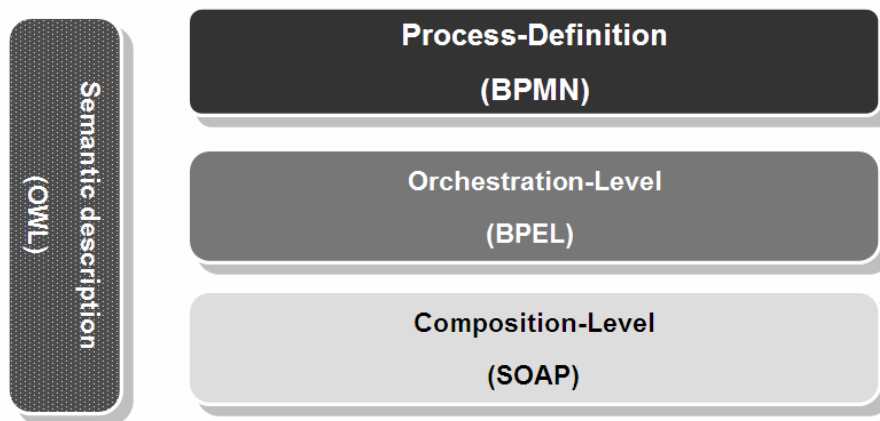 Semantic description
(OWL)
Process-Definition
(BPMN)
Orchestration-Level
(BPEL)
Composition-Level
(SOAP)